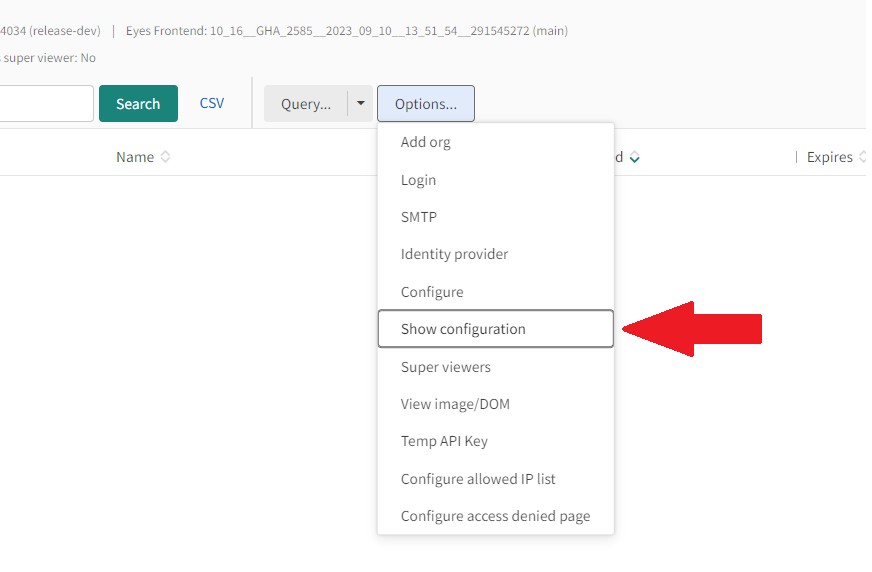 4034 (release-dev) | Eyes Frontend: 10_16__GHA_2585__2023_09_10__13_51_54__291545272 (main)
super viewer: No
Search CSV Query... Options...
Name d Expires
Add org
Login
SMTP
Identity provider
Configure
Show configuration
Super viewers
View image/DOM
Temp API Key
Configure allowed IP list
Configure access denied page